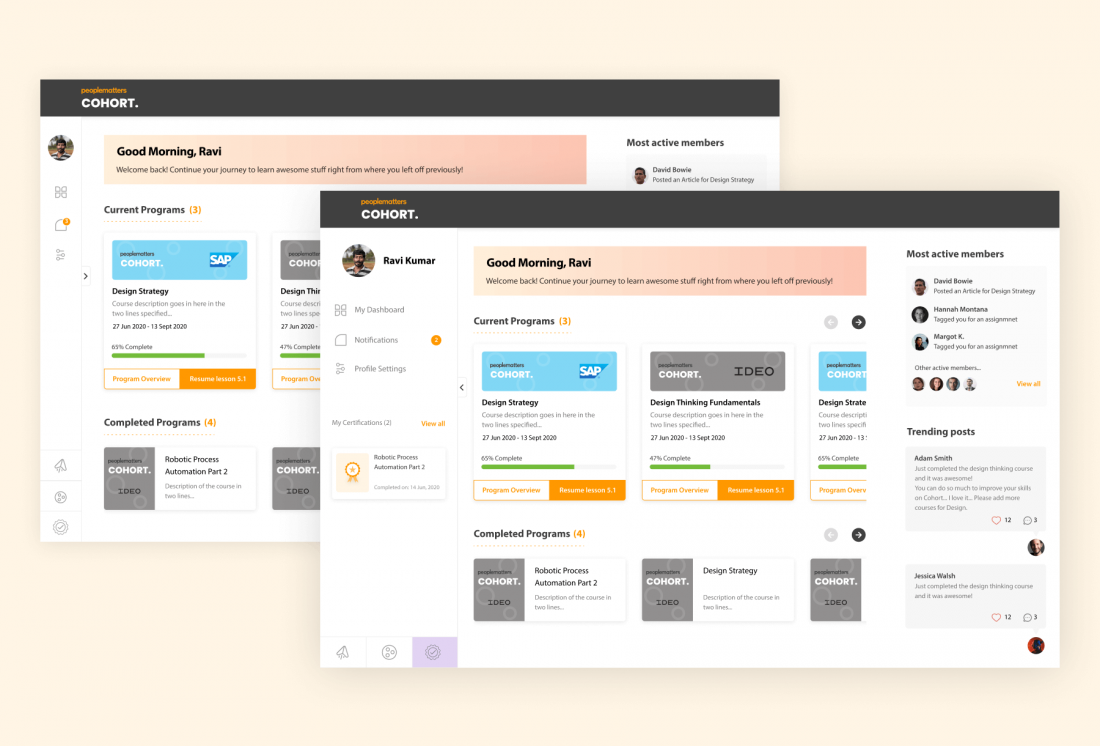 peoplematters
COHORT.
Good Morning, Ravi
Welcome back! Continue your journey to learn awesome stuff right from where you left off previously!
Most active members
David Bowie
Posted an Article for Design Strategy
Current Programs (3)
peoplematters
COHORT.
SAP
Design Strategy
Course description goes in here in the
two lines specified...
27 Jun 2020 - 13 Sept 2020
65% Complete
Program Overview
Resume lesson 5.1
peoplematters
COHOR
Design Thin
Course descri
two lines spe
27 Jun 2020 -
47% Complete
Program
Completed Programs (4)
peoplematters
COHORT.
IDEO
Robotic Process
Automation Part 2
Description of the course in
two lines...
peoplematters
COHORT.
IDEO
peoplematters
COHORT.
Ravi Kumar
My Dashboard
Notifications
2
Profile Settings
My Certifications (2)
View all
Robotic Process
Automation Part 2
Completed on: 14 Jun, 2020
Good Morning, Ravi
Welcome back! Continue your journey to learn awesome stuff right from where you left off previously!
Current Programs (3)
peoplematters
COHORT.
SAP
Design Strategy
Course description goes in here in the
two lines specified...
27 Jun 2020 - 13 Sept 2020
65% Complete
Program Overview
Resume lesson 5.1
peoplematters
COHORT.
IDEO
Design Thinking Fundamentals
Course description goes in here in the
two lines specified...
27 Jun 2020 - 13 Sept 2020
47% Complete
Program Overview
Resume lesson 5.1
peoplematters
COHORT
Design Strate
Course descript
two lines specif
27 Jun 2020 - 13
65% Complete
Program Overv
Completed Programs (4)
peoplematters
COHORT.
IDEO
Robotic Process
Automation Part 2
Description of the course in
two lines...
peoplematters
COHORT.
IDEO
Design Strategy
Description of the course in
two lines...
peoplematters
COHORT.
IDEO
Most active members
David Bowie
Posted an Article for Design Strategy
Hannah Montana
Tagged you for an assignmnet
Margot K.
Tagged you for an assignmnet
Other active members...
View all
Trending posts
Adam Smith
Just completed the design thinking course
and it was awesome!
You can do so much to improve your skills
on Cohort... I love it... Please add more
courses for Design.
12
3
Jessica Walsh
Just completed the design thinking course
and it was awesome!
12
3